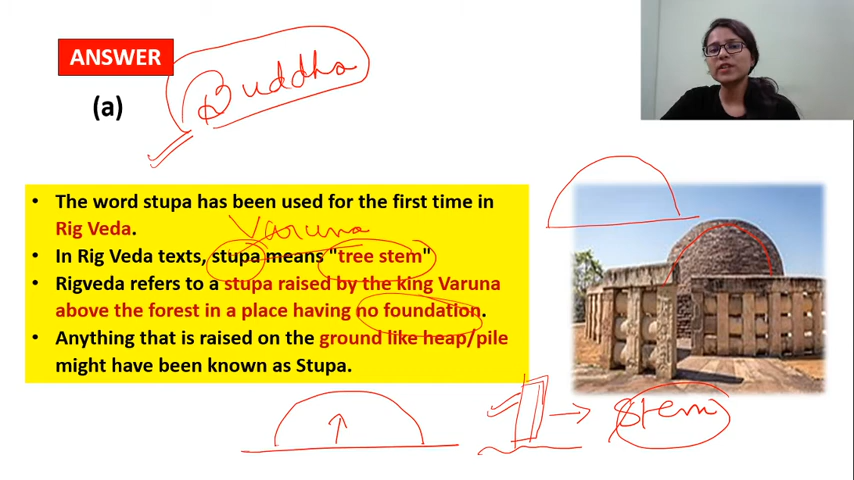 ANSWER
(a)
Buddha
• The word stupa has been used for the first time in
Rig Veda.
Varuna
• In Rig Veda texts, stupa means "tree stem"
• Rigveda refers to a stupa raised by the king Varuna
above the forest in a place having no foundation.
• Anything that is raised on the ground like heap/pile
might have been known as Stupa.
stem